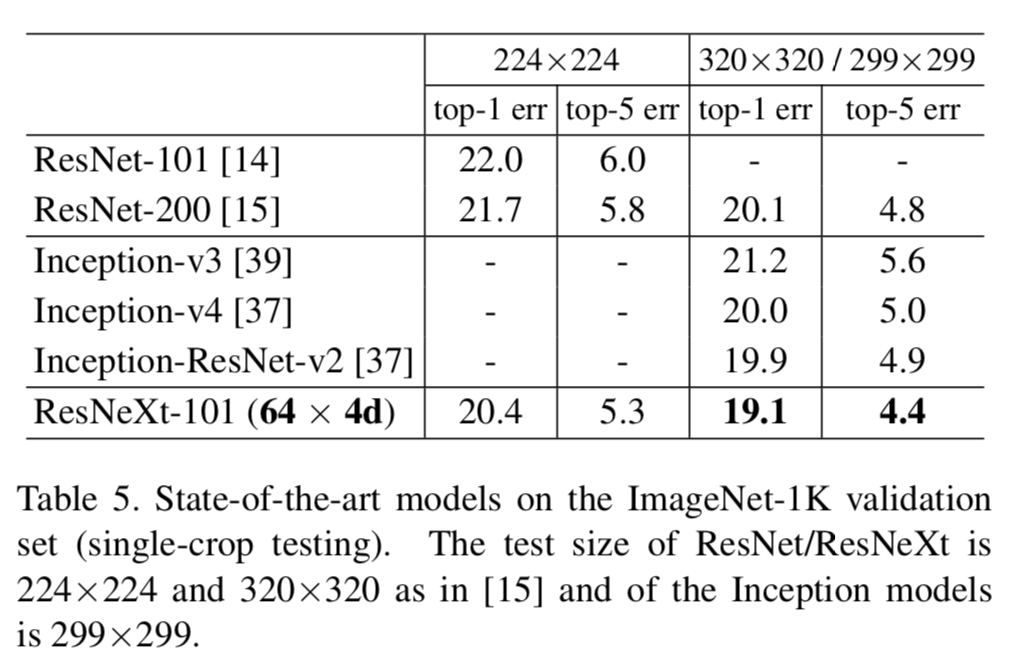 224×224 320×320 / 299×299
top-1 err top-5 err top-1 err top-5 err
ResNet-101 [14] 22.0 6.0 - -
ResNet-200 [15] 21.7 5.8 20.1 4.8
Inception-v3 [39] - - 21.2 5.6
Inception-v4 [37] - - 20.0 5.0
Inception-ResNet-v2 [37] - - 19.9 4.9
ResNeXt-101 (64 × 4d) 20.4 5.3 19.1 4.4
Table 5. State-of-the-art models on the ImageNet-1K validation
set (single-crop testing). The test size of ResNet/ResNeXt is
224×224 and 320×320 as in [15] and of the Inception models
is 299×299.